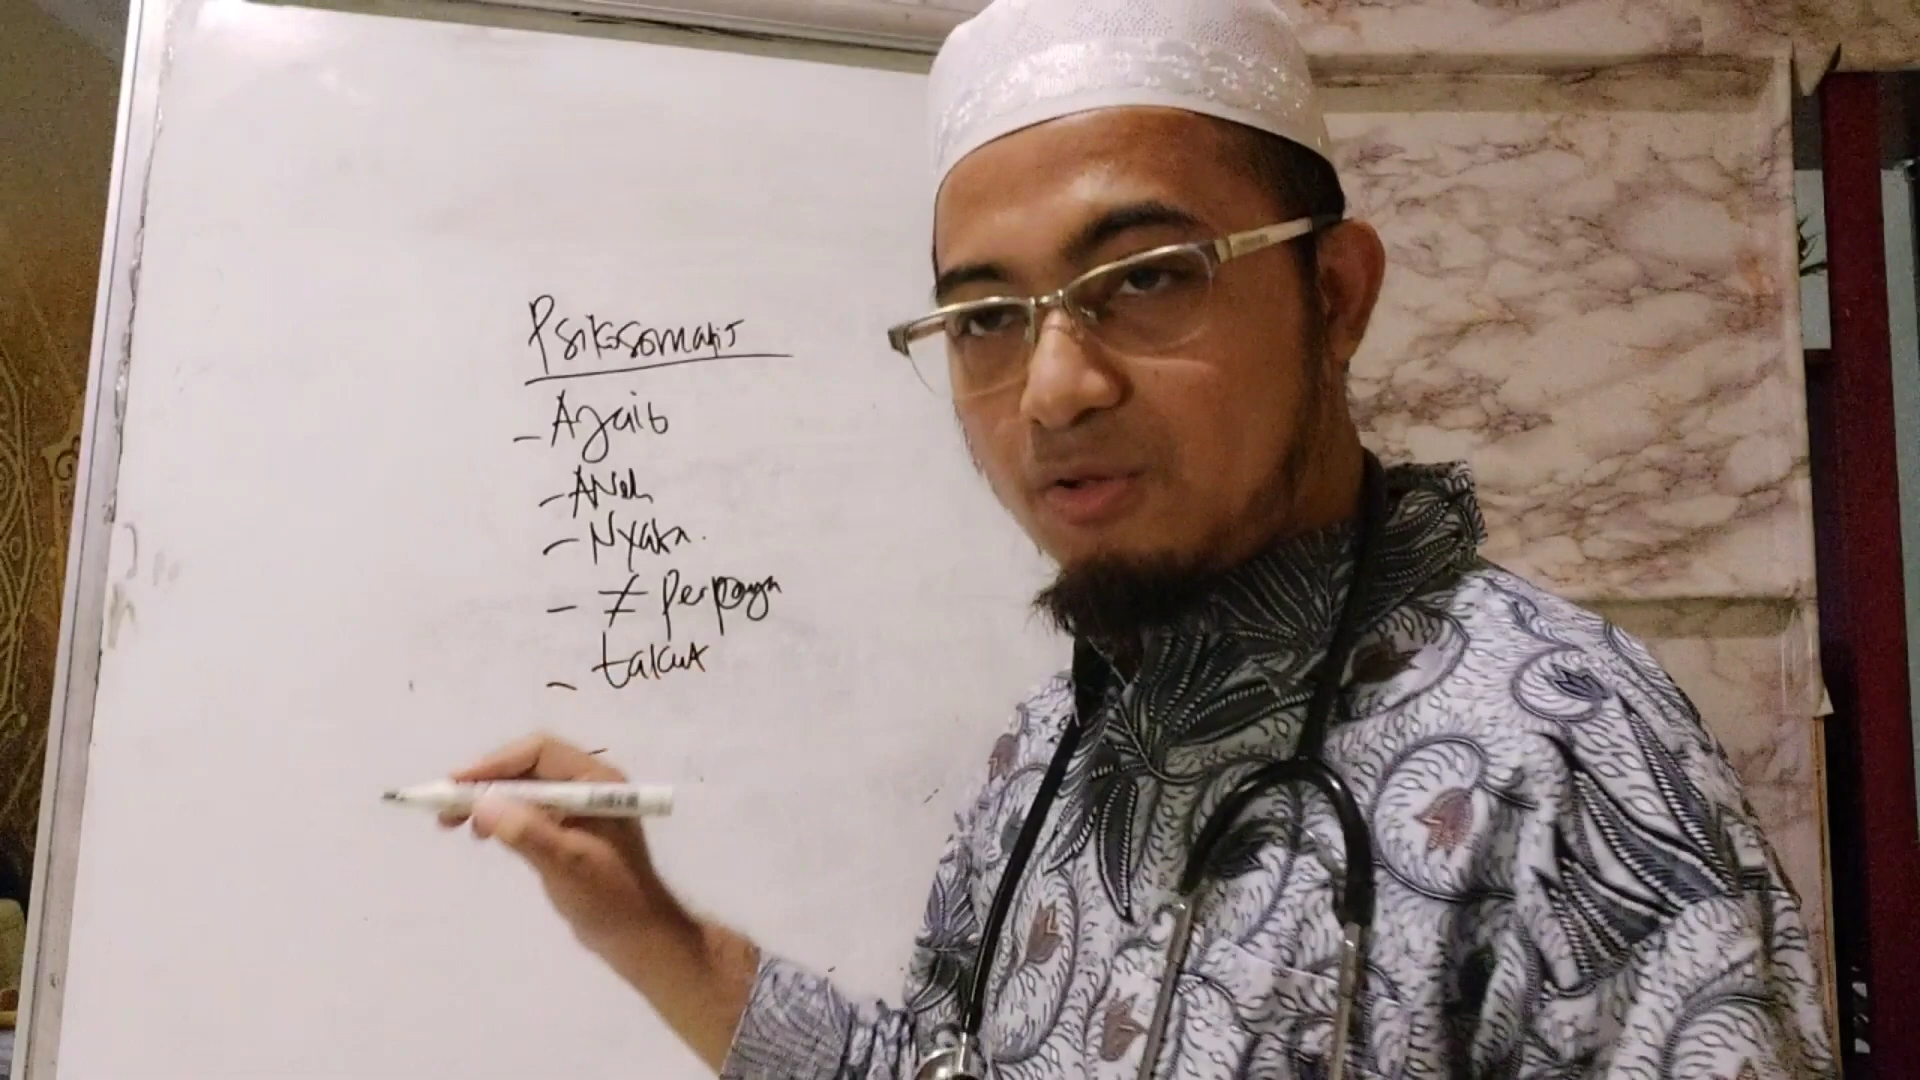 Psikosomatis
- Ajaib
- ANeh
- Nyata.
- ≠ Percaya
- takut
-